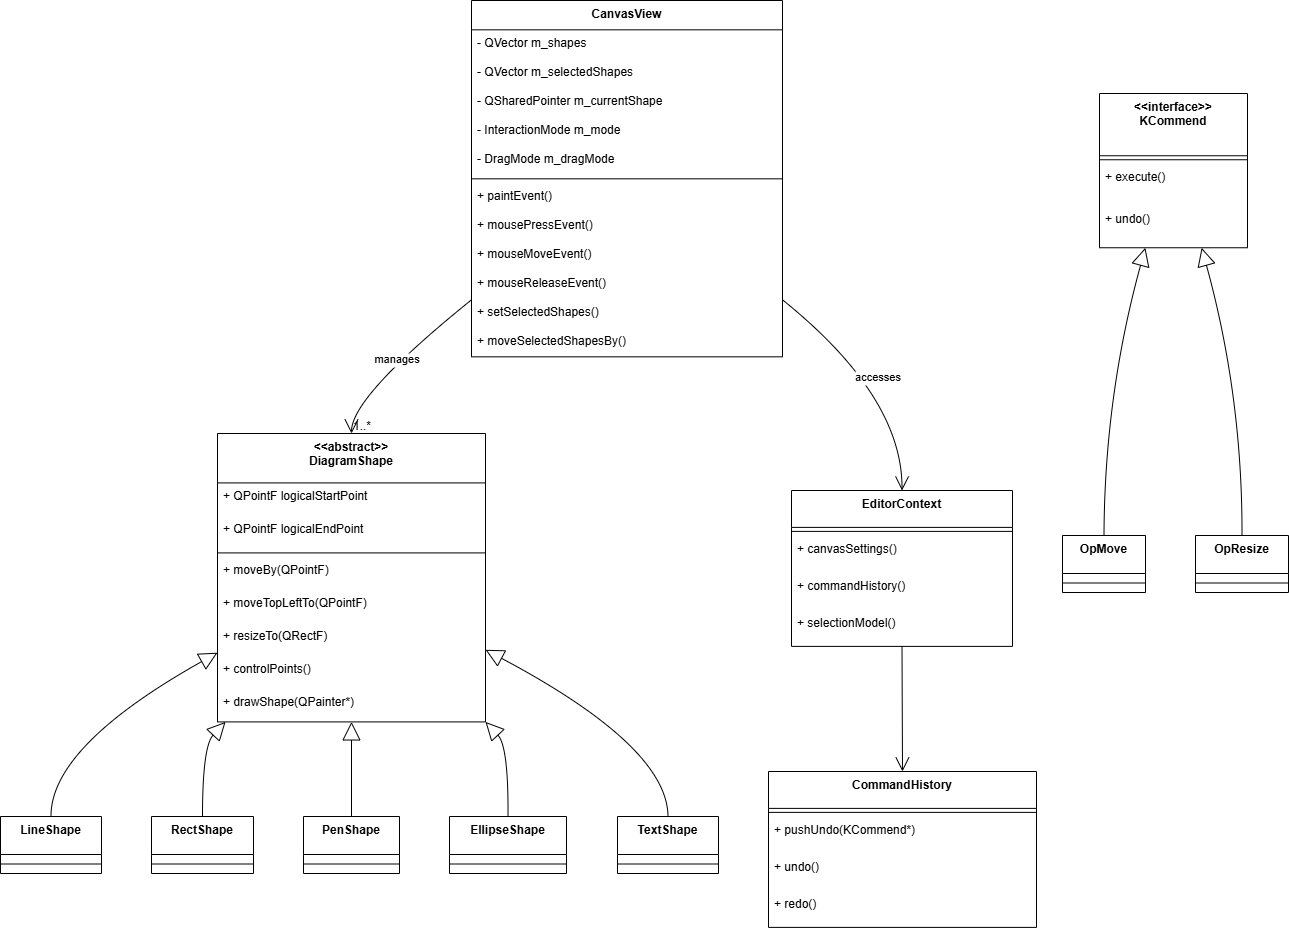 CanvasView
- QVector m_shapes
- QVector m_selectedShapes
- QSharedPointer m_currentShape
- InteractionMode m_mode
- DragMode m_dragMode
+ paintEvent()
+ mousePressEvent()
+ mouseMoveEvent()
+ mouseReleaseEvent()
+ setSelectedShapes()
+ moveSelectedShapesBy()
<<interface>>
KCommend
+ execute()
+ undo()
manages
accesses
1..*
<<abstract>>
DiagramShape
+ QPointF logicalStartPoint
+ QPointF logicalEndPoint
+ moveBy(QPointF)
+ moveTopLeftTo(QPointF)
+ resizeTo(QRectF)
+ controlPoints()
+ drawShape(QPainter*)
EditorContext
+ canvasSettings()
+ commandHistory()
+ selectionModel()
OpMove
OpResize
LineShape
RectShape
PenShape
EllipseShape
TextShape
CommandHistory
+ pushUndo(KCommend*)
+ undo()
+ redo()